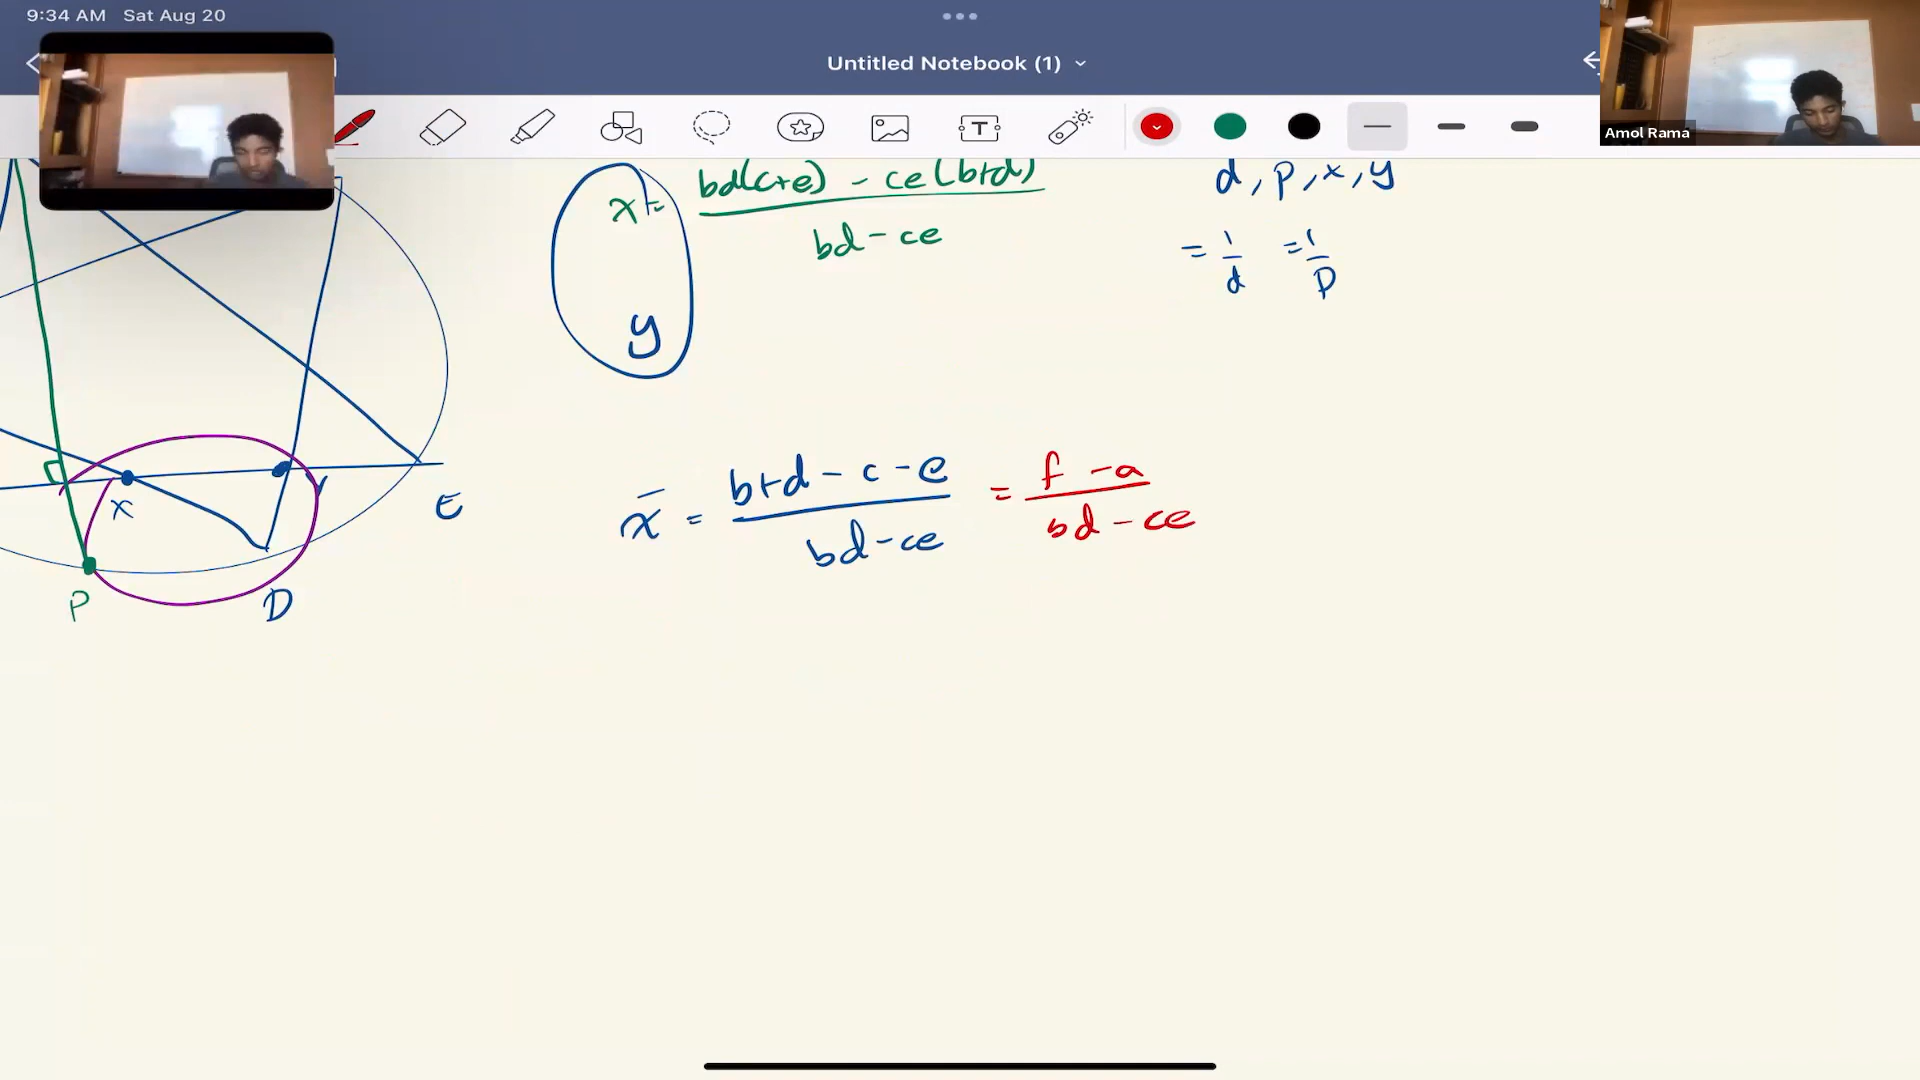 9:34 AM Sat Aug 20
Untitled Notebook (1)
Amol Rama
x = bd(c+e) - ce(b+d) / bd - ce
d, p, x, y
= 1/d = 1/p
y
x̄ = b+d - c - e / bd - ce = f - a / bd - ce
X
Y
E
P
D